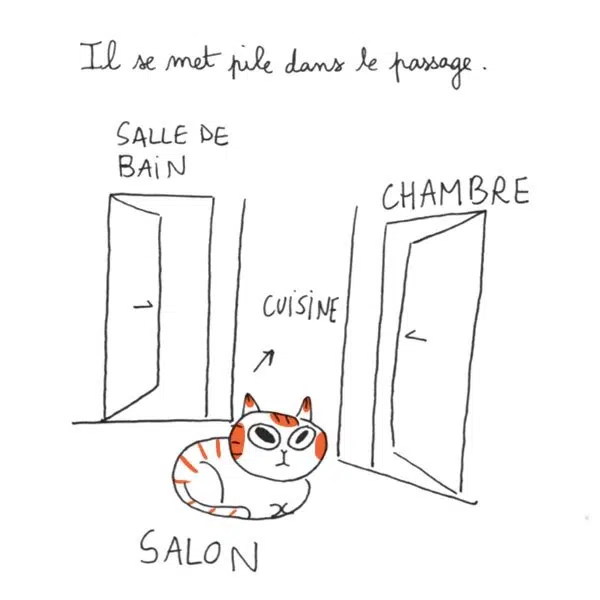 Il se met pile dans le passage.
SALLE DE
BAIN
CHAMBRE
CUISINE
SALON